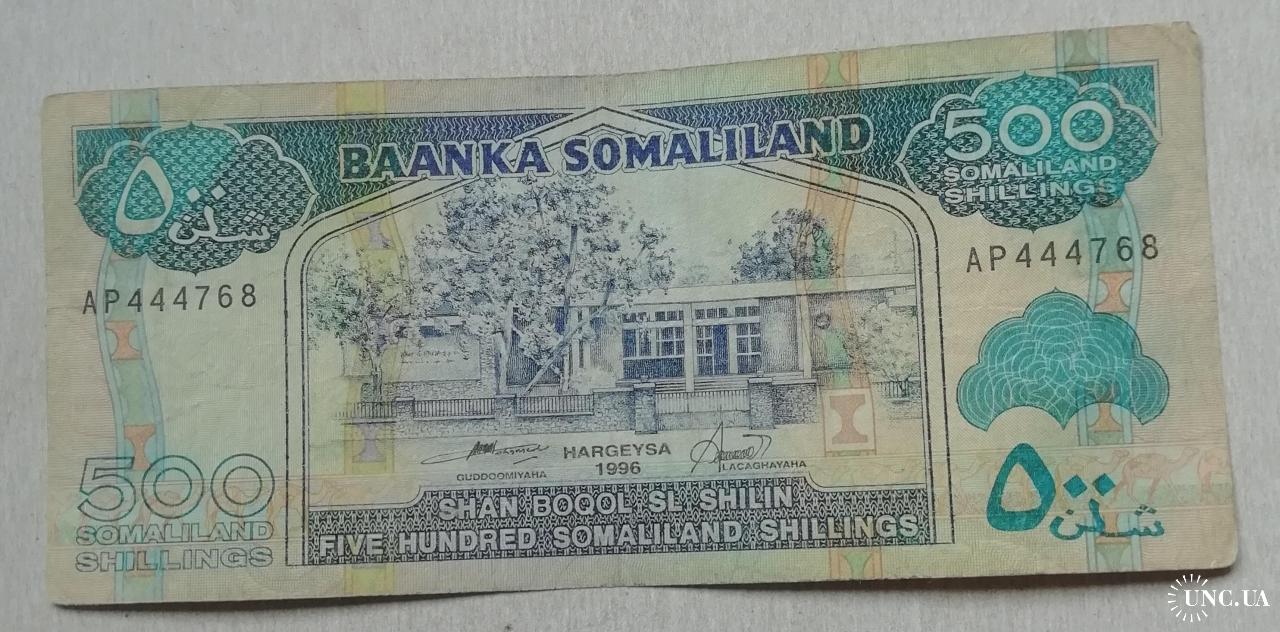 BAANKA SOMALILAND
٥٠٠
شلن
500
SOMALILAND
SHILLINGS
AP444768
AP444768
HARGEYSA
1996
GUDDOOMIYAHA
LACAGHAYAHA
500
SOMALILAND
SHILLINGS
SHAN BOQOL SL SHILIN
FIVE HUNDRED SOMALILAND SHILLINGS
٥٠٠
شلن
UNC.UA